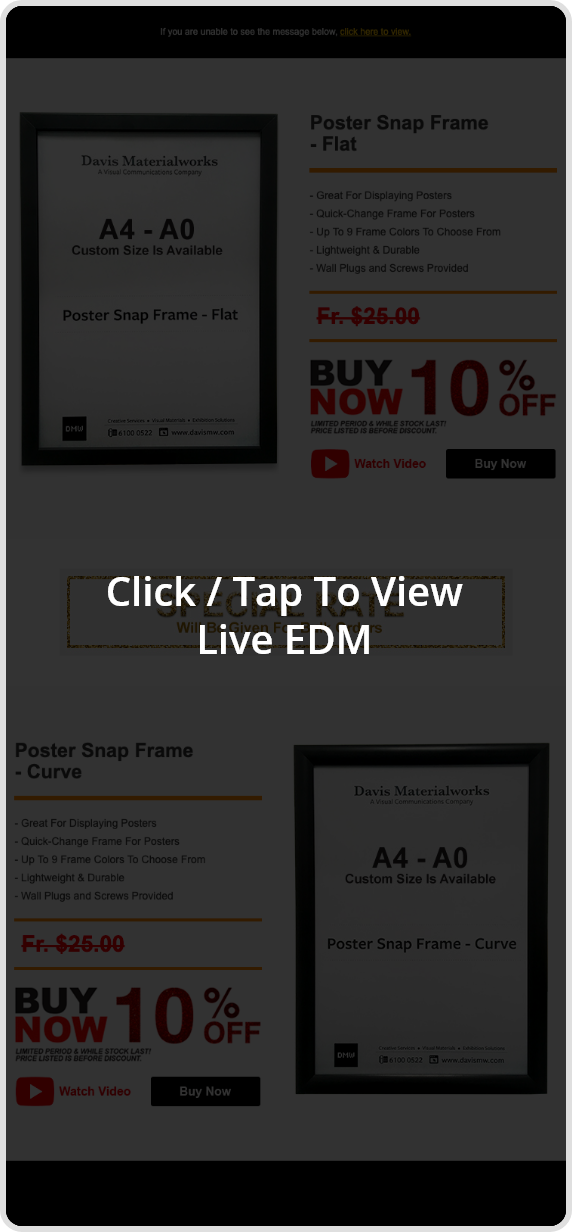 If you are unable to see the message below, click here to view.
Davis Materialworks
A Visual Communications Company
A4 - A0
Custom Size Is Available
Poster Snap Frame - Flat
Creative Services • Visual Materials • Exhibition Solutions
DMW
6100 0522
www.davismw.com
Poster Snap Frame
- Flat
- Great For Displaying Posters
- Quick-Change Frame For Posters
- Up To 9 Frame Colors To Choose From
- Lightweight & Durable
- Wall Plugs and Screws Provided
Fr. $25.00
BUY
NOW
10%
OFF
LIMITED PERIOD & WHILE STOCK LAST!
PRICE LISTED IS BEFORE DISCOUNT.
Watch Video
Buy Now
Click / Tap To View
Live EDM
SPECIAL RATE
Will Be Given For Bulk Orders
Poster Snap Frame
- Curve
- Great For Displaying Posters
- Quick-Change Frame For Posters
- Up To 9 Frame Colors To Choose From
- Lightweight & Durable
- Wall Plugs and Screws Provided
Fr. $25.00
BUY
NOW
10%
OFF
LIMITED PERIOD & WHILE STOCK LAST!
PRICE LISTED IS BEFORE DISCOUNT.
Watch Video
Buy Now
Davis Materialworks
A Visual Communications Company
A4 - A0
Custom Size Is Available
Poster Snap Frame - Curve
Creative Services • Visual Materials • Exhibition Solutions
DMW
6100 0522
www.davismw.com